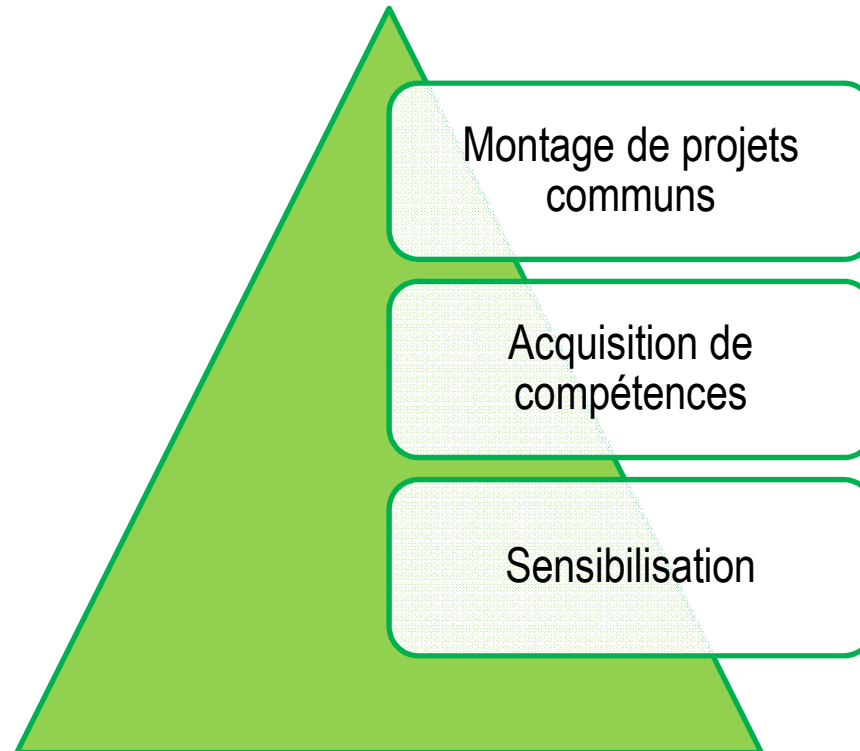 Montage de projets
communs
Acquisition de
compétences
Sensibilisation